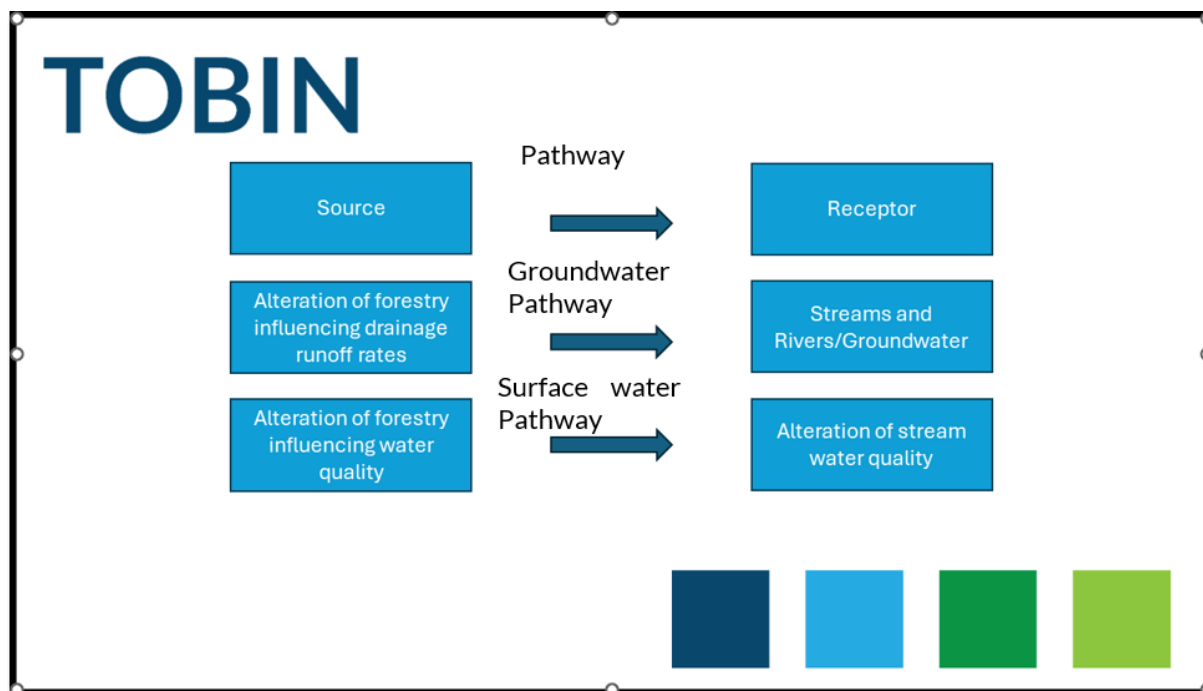 TOBIN
Pathway
Source
Receptor
Groundwater
Pathway
Alteration of forestry
influencing drainage
runoff rates
Streams and
Rivers/Groundwater
Surface water
Pathway
Alteration of forestry
influencing water
quality
Alteration of stream
water quality